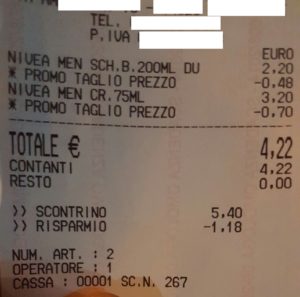 TEL.
P.IVA
EURO
NIVEA MEN SCH.B.200ML DU 2,20
* PROMO TAGLIO PREZZO -0,48
NIVEA MEN CR.75ML 3,20
* PROMO TAGLIO PREZZO -0,70
TOTALE € 4,22
CONTANTI 4,22
RESTO 0,00
>> SCONTRINO 5,40
>> RISPARMIO -1,18
NUM. ART. : 2
OPERATORE : 1
CASSA : 00001 SC.N. 267